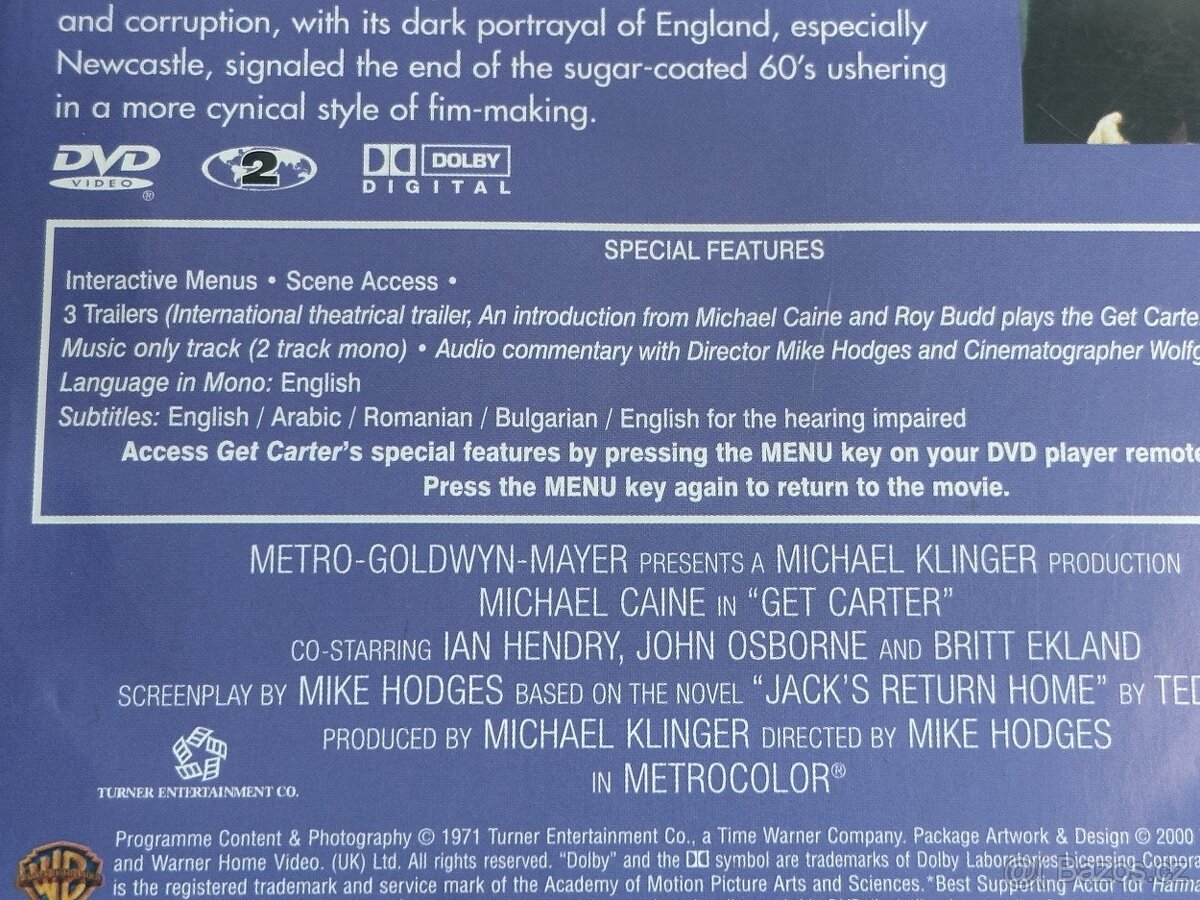 and corruption, with its dark portrayal of England, especially
Newcastle, signaled the end of the sugar-coated 60's ushering
in a more cynical style of fim-making.
DVD VIDEO ® 2 DOLBY DIGITAL
SPECIAL FEATURES
Interactive Menus • Scene Access •
3 Trailers (International theatrical trailer, An introduction from Michael Caine and Roy Budd plays the Get Carte
Music only track (2 track mono) • Audio commentary with Director Mike Hodges and Cinematographer Wolfg
Language in Mono: English
Subtitles: English / Arabic / Romanian / Bulgarian / English for the hearing impaired
Access Get Carter's special features by pressing the MENU key on your DVD player remote
Press the MENU key again to return to the movie.
METRO-GOLDWYN-MAYER PRESENTS A MICHAEL KLINGER PRODUCTION
MICHAEL CAINE IN "GET CARTER"
CO-STARRING IAN HENDRY, JOHN OSBORNE AND BRITT EKLAND
SCREENPLAY BY MIKE HODGES BASED ON THE NOVEL "JACK'S RETURN HOME" BY TED
PRODUCED BY MICHAEL KLINGER DIRECTED BY MIKE HODGES
IN METROCOLOR®
TURNER ENTERTAINMENT CO.
Programme Content & Photography © 1971 Turner Entertainment Co., a Time Warner Company. Package Artwork & Design © 2000
and Warner Home Video. (UK) Ltd. All rights reserved. "Dolby" and the DD symbol are trademarks of Dolby Laboratories Licensing Corpora
is the registered trademark and service mark of the Academy of Motion Picture Arts and Sciences.*Best Supporting Actor for 'Hanna
Bazos.cz